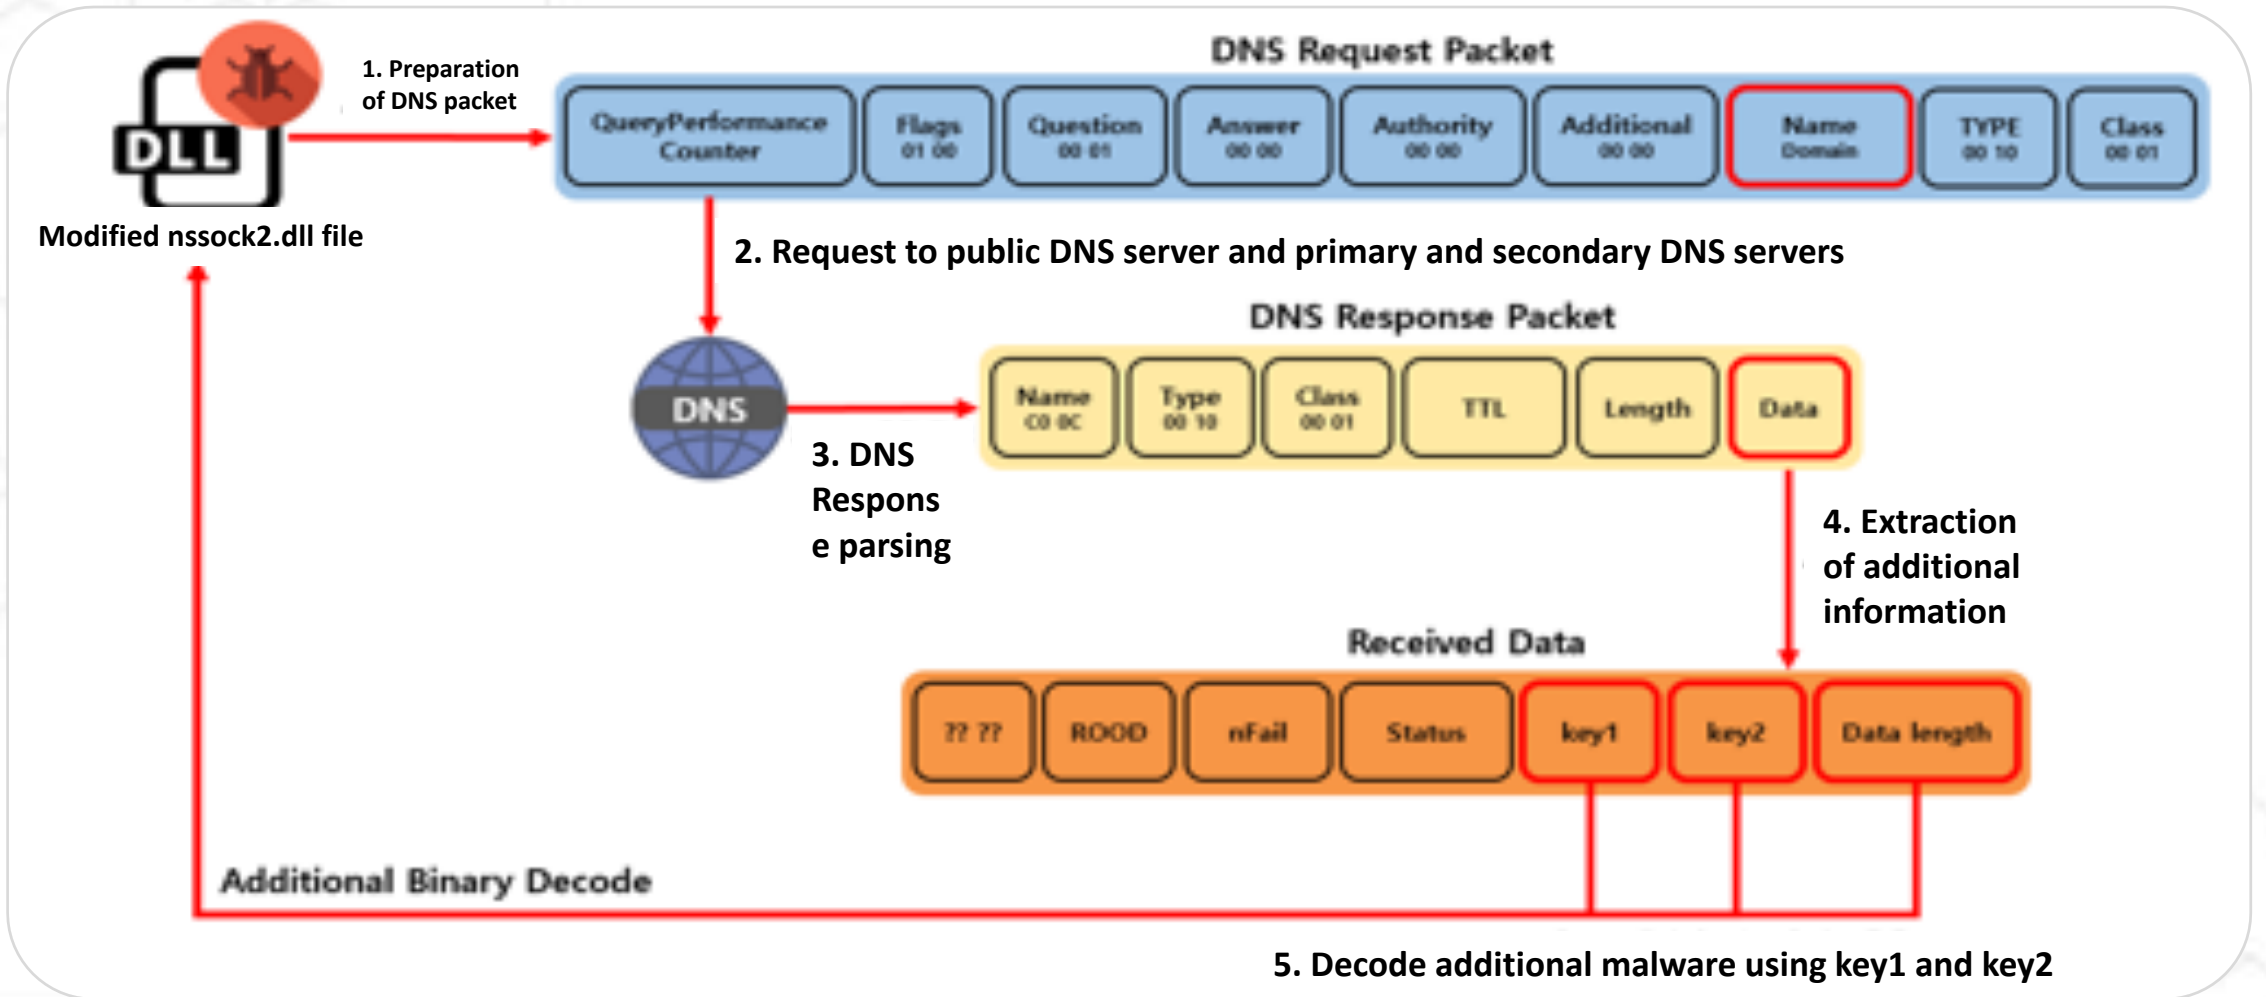 DNS Request Packet
1. Preparation
of DNS packet
DLL
QueryPerformance
Counter
Flags
01 00
Question
00 01
Answer
00 00
Authority
00 00
Additional
00 00
Name
Domain
TYPE
00 10
Class
00 01
Modified nssock2.dll file
2. Request to public DNS server and primary and secondary DNS servers
DNS Response Packet
DNS
Name
C0 0C
Type
00 10
Class
00 01
TTL
Length
Data
3. DNS
Respons
e parsing
4. Extraction
of additional
information
Received Data
?? ??
ROOD
nFail
Status
key1
key2
Data length
Additional Binary Decode
5. Decode additional malware using key1 and key2